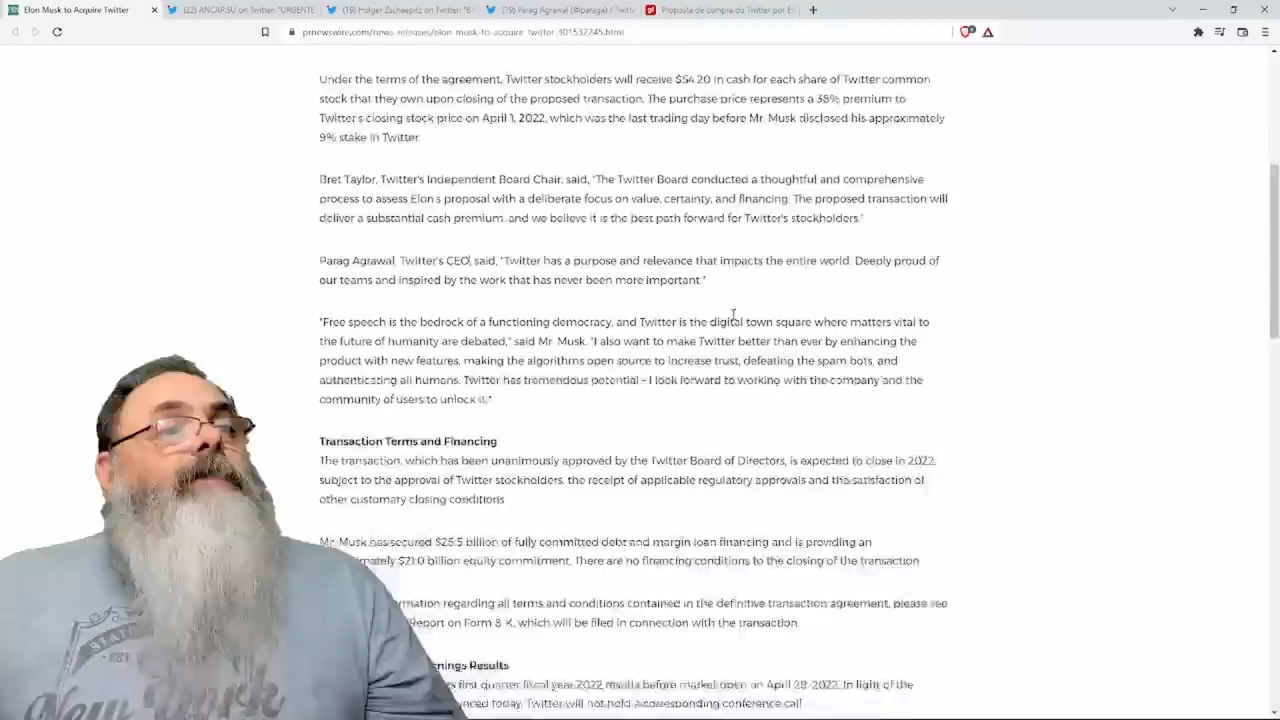 Elon Musk to Acquire Twitter
(22) ANCAP.SU on Twitter: "URGENTE
(19) Holger Zschaepitz on Twitter:
(19) Parag Agrawal (@paraga) / Twitte
Proposta de compra do Twitter por El
prnewswire.com/news-releases/elon-musk-to-acquire-twitter-301532245.html
Under the terms of the agreement, Twitter stockholders will receive $54.20 in cash for each share of Twitter common
stock that they own upon closing of the proposed transaction. The purchase price represents a 38% premium to
Twitter's closing stock price on April 1, 2022, which was the last trading day before Mr. Musk disclosed his approximately
9% stake in Twitter.
Bret Taylor, Twitter's Independent Board Chair, said, "The Twitter Board conducted a thoughtful and comprehensive
process to assess Elon's proposal with a deliberate focus on value, certainty, and financing. The proposed transaction will
deliver a substantial cash premium, and we believe it is the best path forward for Twitter's stockholders."
Parag Agrawal, Twitter's CEO, said, "Twitter has a purpose and relevance that impacts the entire world. Deeply proud of
our teams and inspired by the work that has never been more important."
"Free speech is the bedrock of a functioning democracy, and Twitter is the digital town square where matters vital to
the future of humanity are debated," said Mr. Musk. "I also want to make Twitter better than ever by enhancing the
product with new features, making the algorithms open source to increase trust, defeating the spam bots, and
authenticating all humans. Twitter has tremendous potential – I look forward to working with the company and the
community of users to unlock it."
Transaction Terms and Financing
The transaction, which has been unanimously approved by the Twitter Board of Directors, is expected to close in 2022,
subject to the approval of Twitter stockholders, the receipt of applicable regulatory approvals and the satisfaction of
other customary closing conditions.
Mr. Musk has secured $25.5 billion of fully committed debt and margin loan financing and is providing an
mately $21.0 billion equity commitment. There are no financing conditions to the closing of the transaction
rmation regarding all terms and conditions contained in the definitive transaction agreement, please see
Report on Form 8-K, which will be filed in connection with the transaction.
rnings Results
s first quarter fiscal year 2022 results before market open on April 28, 2022. In light of the
nced today, Twitter will not hold a corresponding conference call